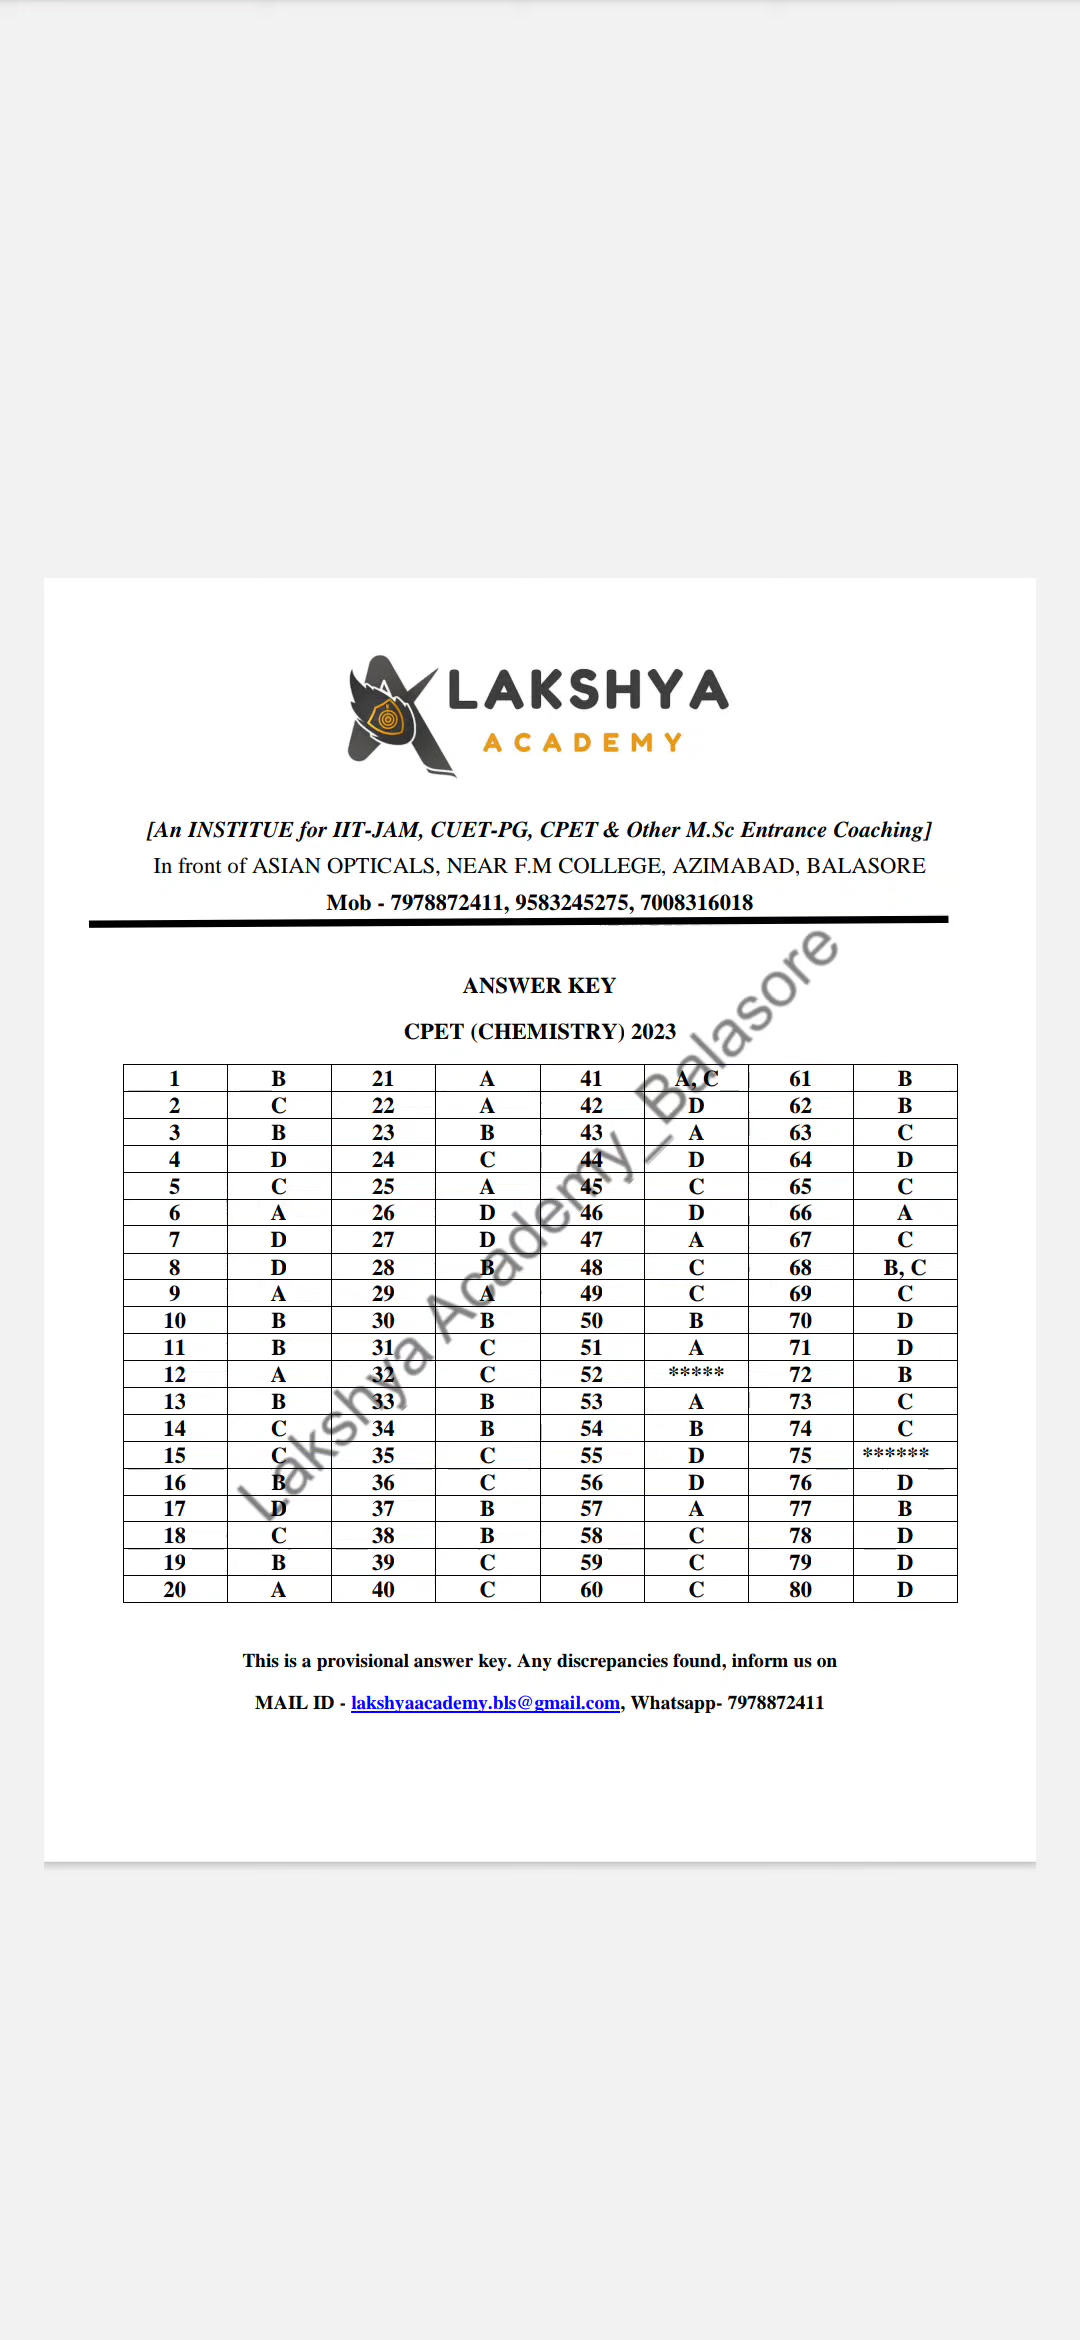 LAKSHYA
ACADEMY
[An INSTITUE for IIT-JAM, CUET-PG, CPET & Other M.Sc Entrance Coaching]
In front of ASIAN OPTICALS, NEAR F.M COLLEGE, AZIMABAD, BALASORE
Mob - 7978872411, 9583245275, 7008316018
ANSWER KEY
CPET (CHEMISTRY) 2023
1 B 21 A 41 A, C 61 B
2 C 22 A 42 D 62 B
3 B 23 B 43 A 63 C
4 D 24 C 44 D 64 D
5 C 25 A 45 C 65 C
6 A 26 D 46 D 66 A
7 D 27 D 47 A 67 C
8 D 28 B 48 C 68 B, C
9 A 29 A 49 C 69 C
10 B 30 B 50 B 70 D
11 B 31 C 51 A 71 D
12 A 32 C 52 ***** 72 B
13 B 33 B 53 A 73 C
14 C 34 B 54 B 74 C
15 C 35 C 55 D 75 ******
16 B 36 C 56 D 76 D
17 D 37 B 57 A 77 B
18 C 38 B 58 C 78 D
19 B 39 C 59 C 79 D
20 A 40 C 60 C 80 D
Lakshya Academy_Balasore
This is a provisional answer key. Any discrepancies found, inform us on
MAIL ID - lakshyaacademy.bls@gmail.com, Whatsapp- 7978872411